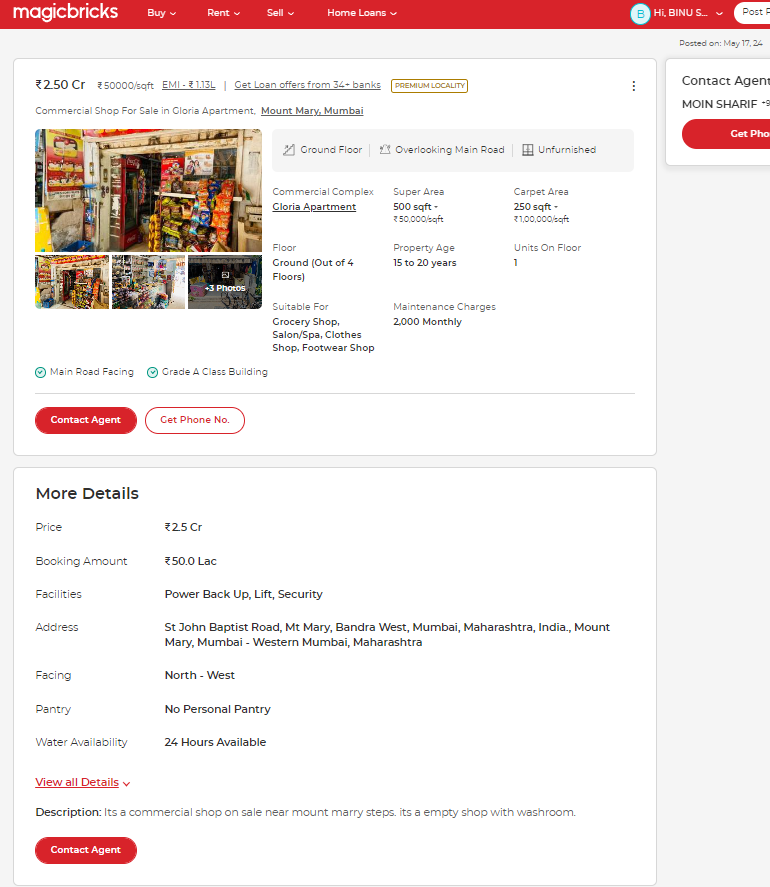 magicbricks
Buy
Rent
Sell
Home Loans
B
Hi, BINU S...
Posted on: May 17, 24
₹2.50 Cr ₹50000/sqft EMI - ₹1.13L | Get Loan offers from 34+ banks PREMIUM LOCALITY
Commercial Shop For Sale in Gloria Apartment, Mount Mary, Mumbai
Contact Agent
MOIN SHARIF
Ground Floor
Overlooking Main Road
Unfurnished
Commercial Complex
Gloria Apartment
Super Area
500 sqft -
₹50,000/sqft
Carpet Area
250 sqft -
₹1,00,000/sqft
Floor
Ground (Out of 4
Floors)
Property Age
15 to 20 years
Units On Floor
1
+3 Photos
Suitable For
Grocery Shop,
Salon/Spa, Clothes
Shop, Footwear Shop
Maintenance Charges
2,000 Monthly
Main Road Facing
Grade A Class Building
Contact Agent
Get Phone No.
More Details
Price ₹2.5 Cr
Booking Amount ₹50.0 Lac
Facilities Power Back Up, Lift, Security
Address St John Baptist Road, Mt Mary, Bandra West, Mumbai, Maharashtra, India., Mount
Mary, Mumbai - Western Mumbai, Maharashtra
Facing North - West
Pantry No Personal Pantry
Water Availability 24 Hours Available
View all Details
Description: Its a commercial shop on sale near mount marry steps. its a empty shop with washroom.
Contact Agent